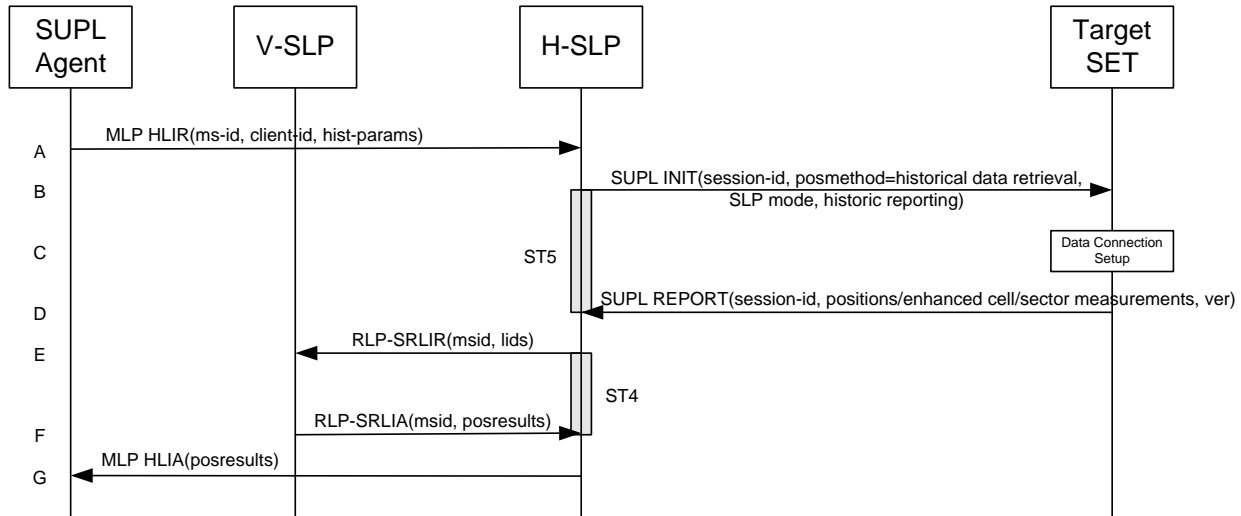 SUPL
Agent
V-SLP
H-SLP
Target
SET
A
MLP HLIR(ms-id, client-id, hist-params)
B
SUPL INIT(session-id, posmethod=historical data retrieval,
SLP mode, historic reporting)
C
ST5
Data Connection
Setup
D
SUPL REPORT(session-id, positions/enhanced cell/sector measurements, ver)
E
RLP-SRLIR(msid, lids)
ST4
F
RLP-SRLIA(msid, posresults)
G
MLP HLIA(posresults)